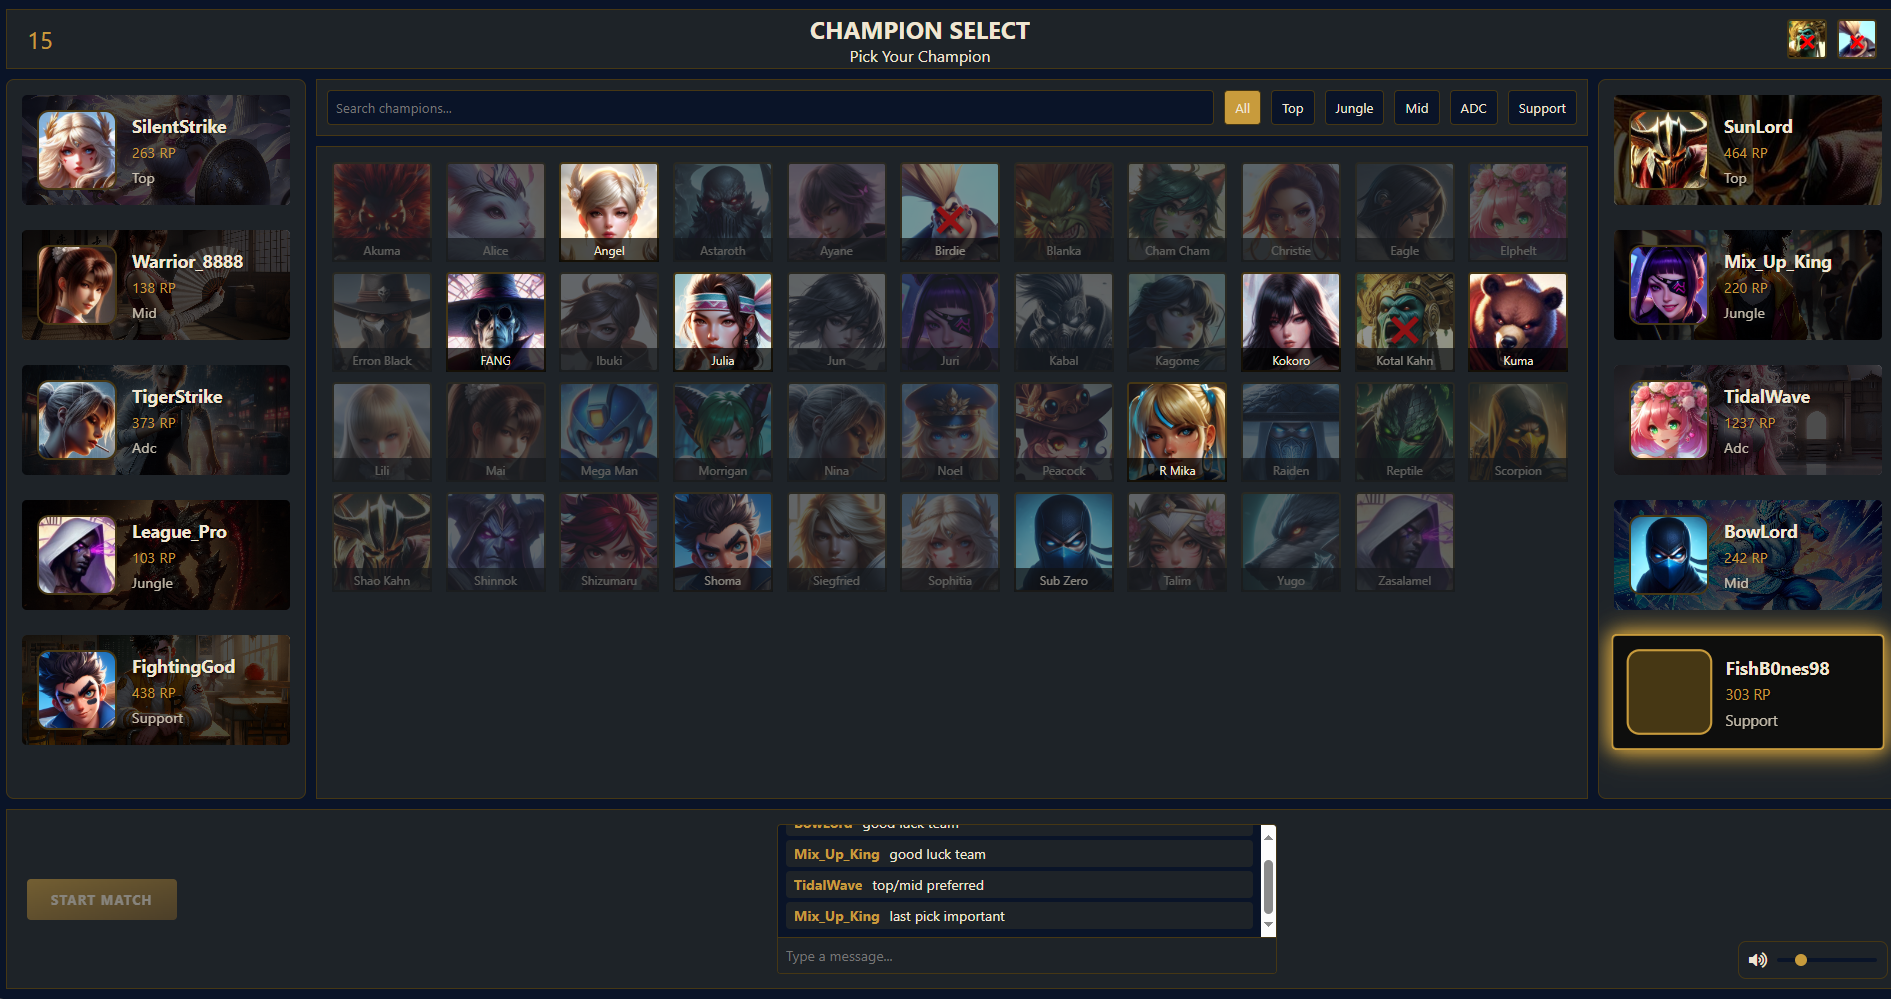 15
CHAMPION SELECT
Pick Your Champion
SilentStrike
263 RP
Top
Warrior_8888
138 RP
Mid
TigerStrike
373 RP
Adc
League_Pro
103 RP
Jungle
FightingGod
438 RP
Support
Search champions...
All Top Jungle Mid ADC Support
Akuma Alice Angel Astaroth Ayane Birdie Blanka Cham Cham Christie Eagle Elphelt
Erron Black FANG Ibuki Julia Jun Juri Kabal Kagome Kokoro Kotal Kahn Kuma
Lili Mai Mega Man Morrigan Nina Noel Peacock R Mika Raiden Reptile Scorpion
Shao Kahn Shinnok Shizumaru Shoma Siegfried Sophitia Sub Zero Talim Yugo Zasalamel
SunLord
464 RP
Top
Mix_Up_King
220 RP
Jungle
TidalWave
1237 RP
Adc
BowLord
242 RP
Mid
FishB0nes98
303 RP
Support
START MATCH
BowLord good luck team
Mix_Up_King good luck team
TidalWave top/mid preferred
Mix_Up_King last pick important
Type a message...